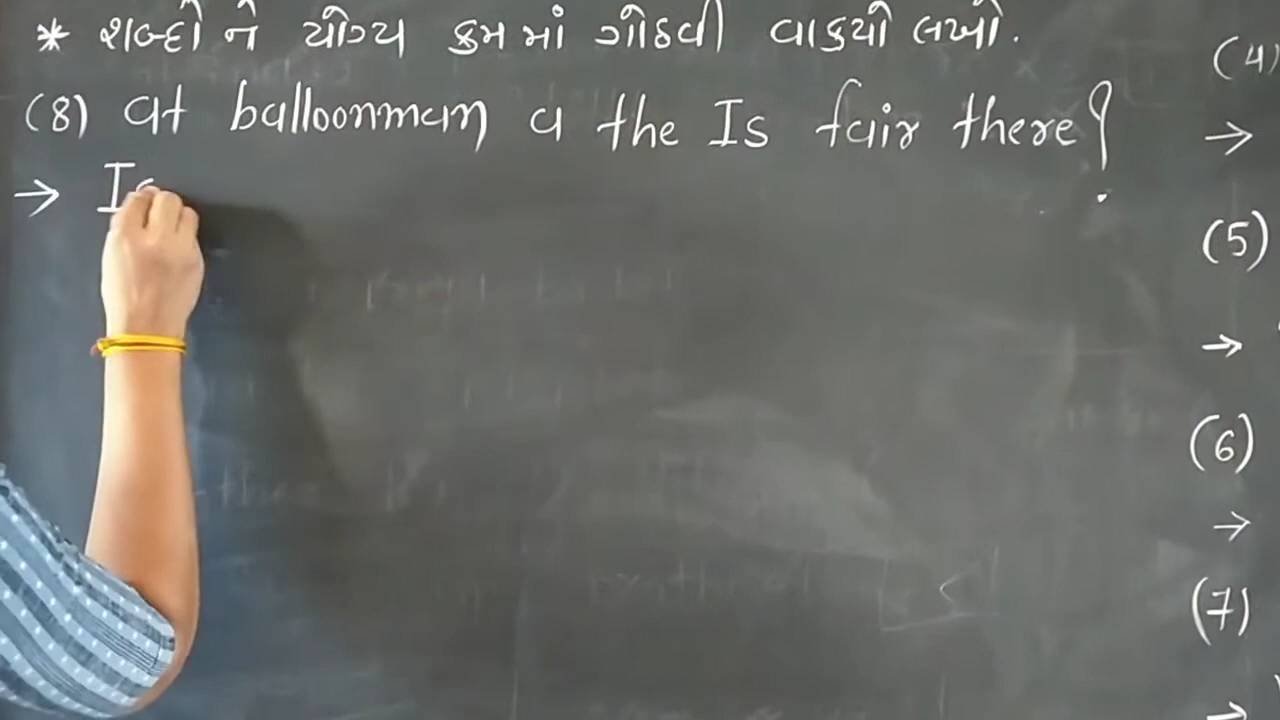 * શબ્દોને યોગ્ય ક્રમમાં ગોઠવી વાક્યો લખો.
(8) at balloonman a the Is fair there?
→ Is
(4)
→
(5)
→
(6)
→
(7)
→